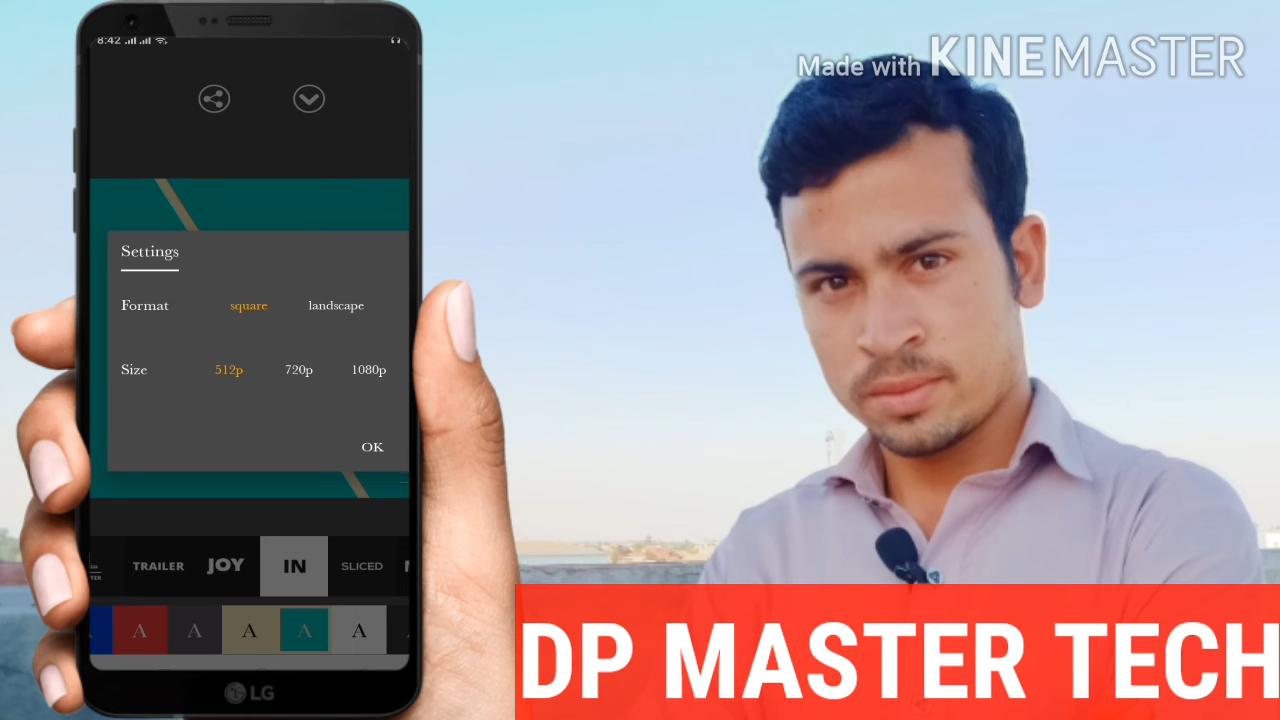 8:42
Made with KINEMASTER
Settings
Format square landscape
Size 512p 720p 1080p
OK
TRAILER JOY IN SLICED
A A A A A
LG
DP MASTER TECH